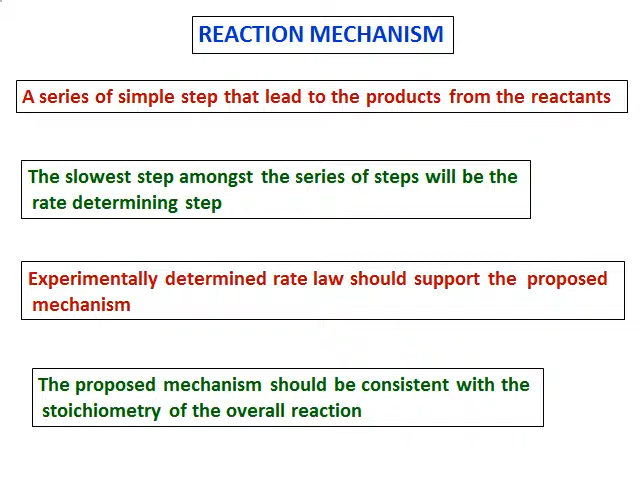 REACTION MECHANISM
A series of simple step that lead to the products from the reactants
The slowest step amongst the series of steps will be the
rate determining step
Experimentally determined rate law should support the proposed
mechanism
The proposed mechanism should be consistent with the
stoichiometry of the overall reaction